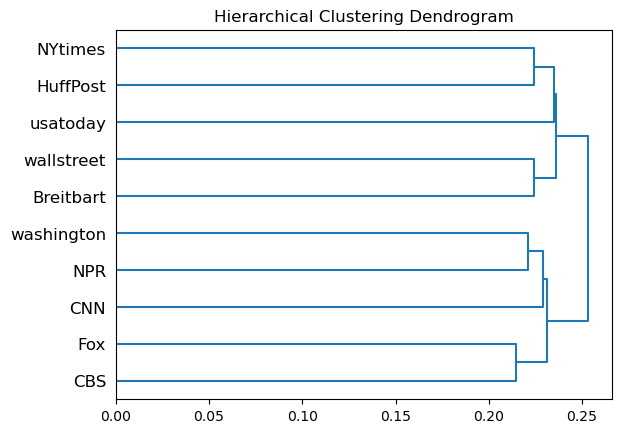 Hierarchical Clustering Dendrogram
NYtimes
HuffPost
usatoday
wallstreet
Breitbart
washington
NPR
CNN
Fox
CBS
0.00 0.05 0.10 0.15 0.20 0.25